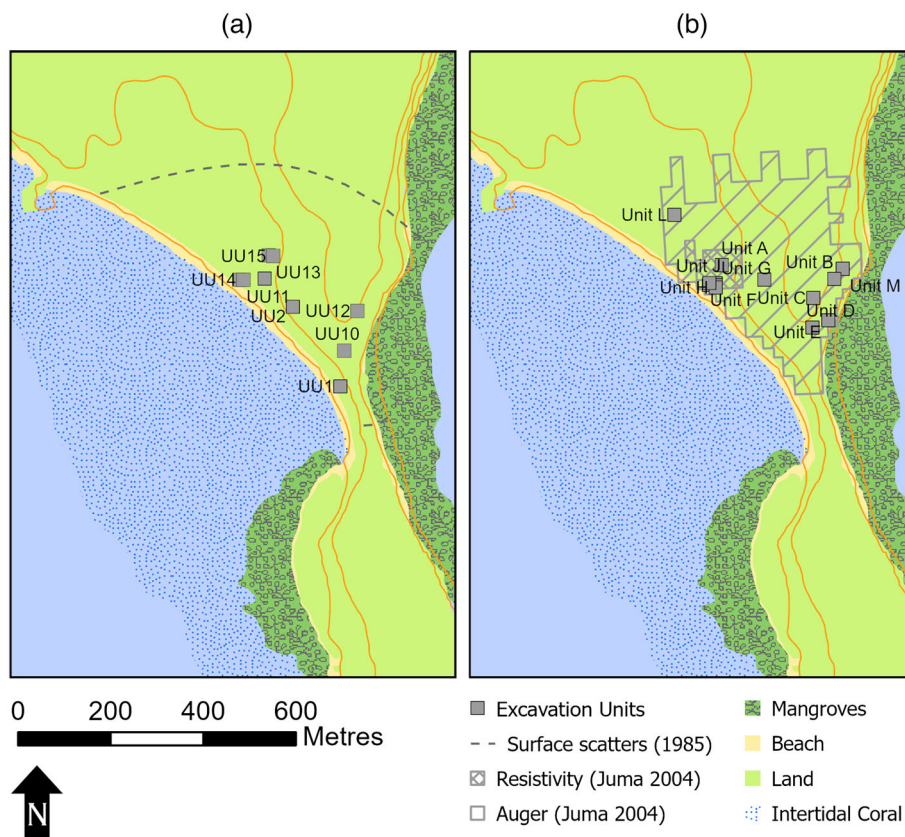 (a)
(b)
UU15
UU14
UU13
UU11
UU2
UU12
UU10
UU1
Unit L
Unit A
Unit J
Unit G
Unit B
Unit H
Unit F
Unit C
Unit M
Unit D
Unit E
0 200 400 600
Metres
N
Excavation Units
Surface scatters (1985)
Resistivity (Juma 2004)
Auger (Juma 2004)
Mangroves
Beach
Land
Intertidal Coral